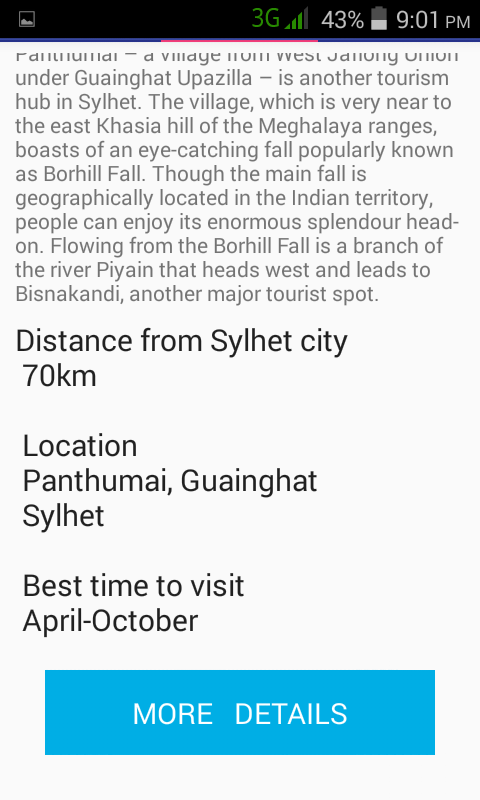 3G 43% 9:01 PM
Panthumai – a village from West Jaflong Union
under Guainghat Upazilla – is another tourism
hub in Sylhet. The village, which is very near to
the east Khasia hill of the Meghalaya ranges,
boasts of an eye-catching fall popularly known
as Borhill Fall. Though the main fall is
geographically located in the Indian territory,
people can enjoy its enormous splendour head-
on. Flowing from the Borhill Fall is a branch of
the river Piyain that heads west and leads to
Bisnakandi, another major tourist spot.
Distance from Sylhet city
70km
Location
Panthumai, Guainghat
Sylhet
Best time to visit
April-October
MORE DETAILS